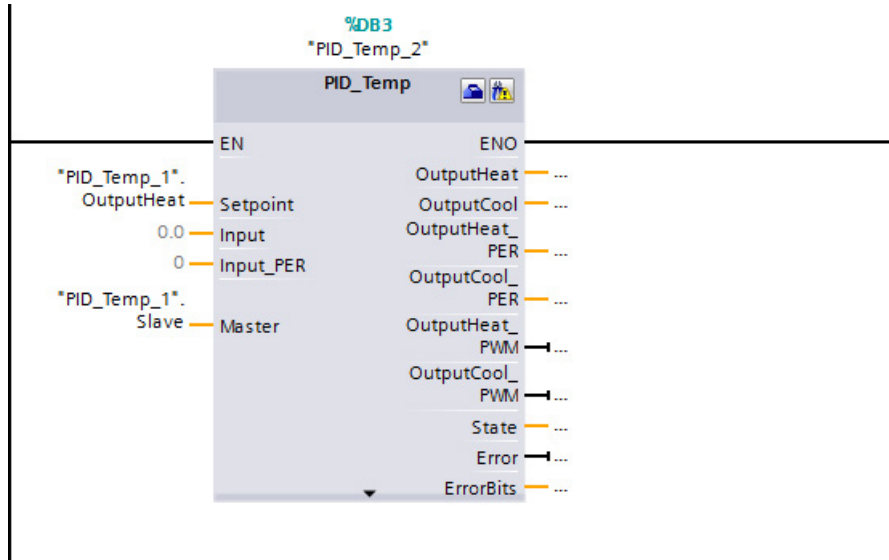 %DB3
"PID_Temp_2"
PID_Temp
EN
ENO
"PID_Temp_1".
OutputHeat
Setpoint
OutputHeat ...
0.0
Input
OutputCool ...
0
Input_PER
OutputHeat_
PER ...
OutputCool_
PER ...
"PID_Temp_1".
Slave
Master
OutputHeat_
PWM ...
OutputCool_
PWM ...
State ...
Error ...
ErrorBits ...